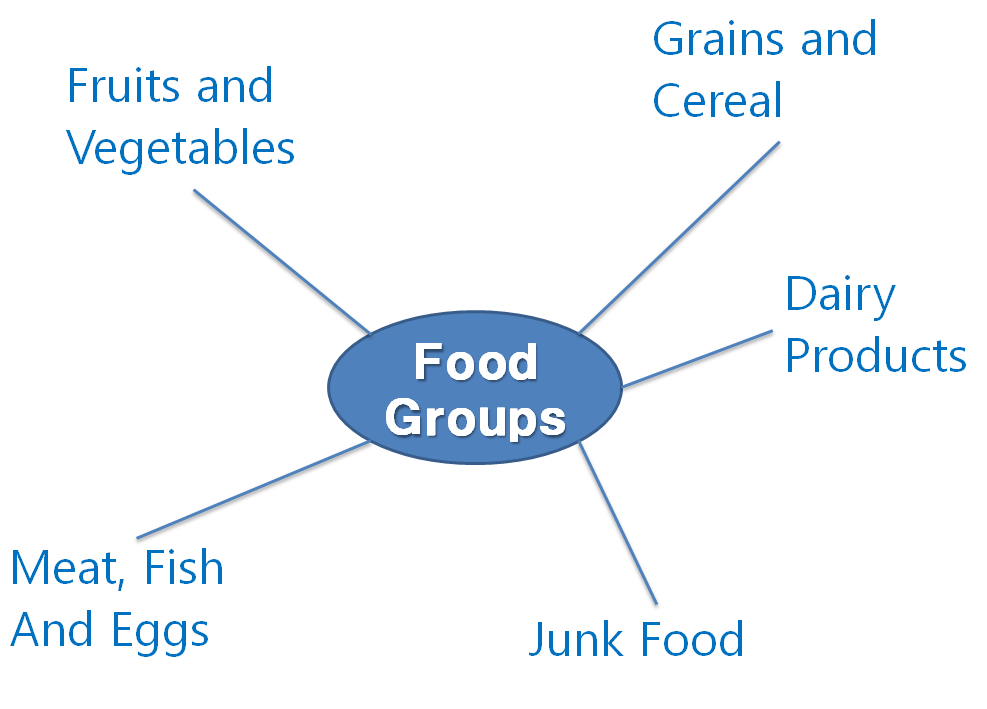 Fruits and
Vegetables
Grains and
Cereal
Dairy
Products
Food
Groups
Meat, Fish
And Eggs
Junk Food